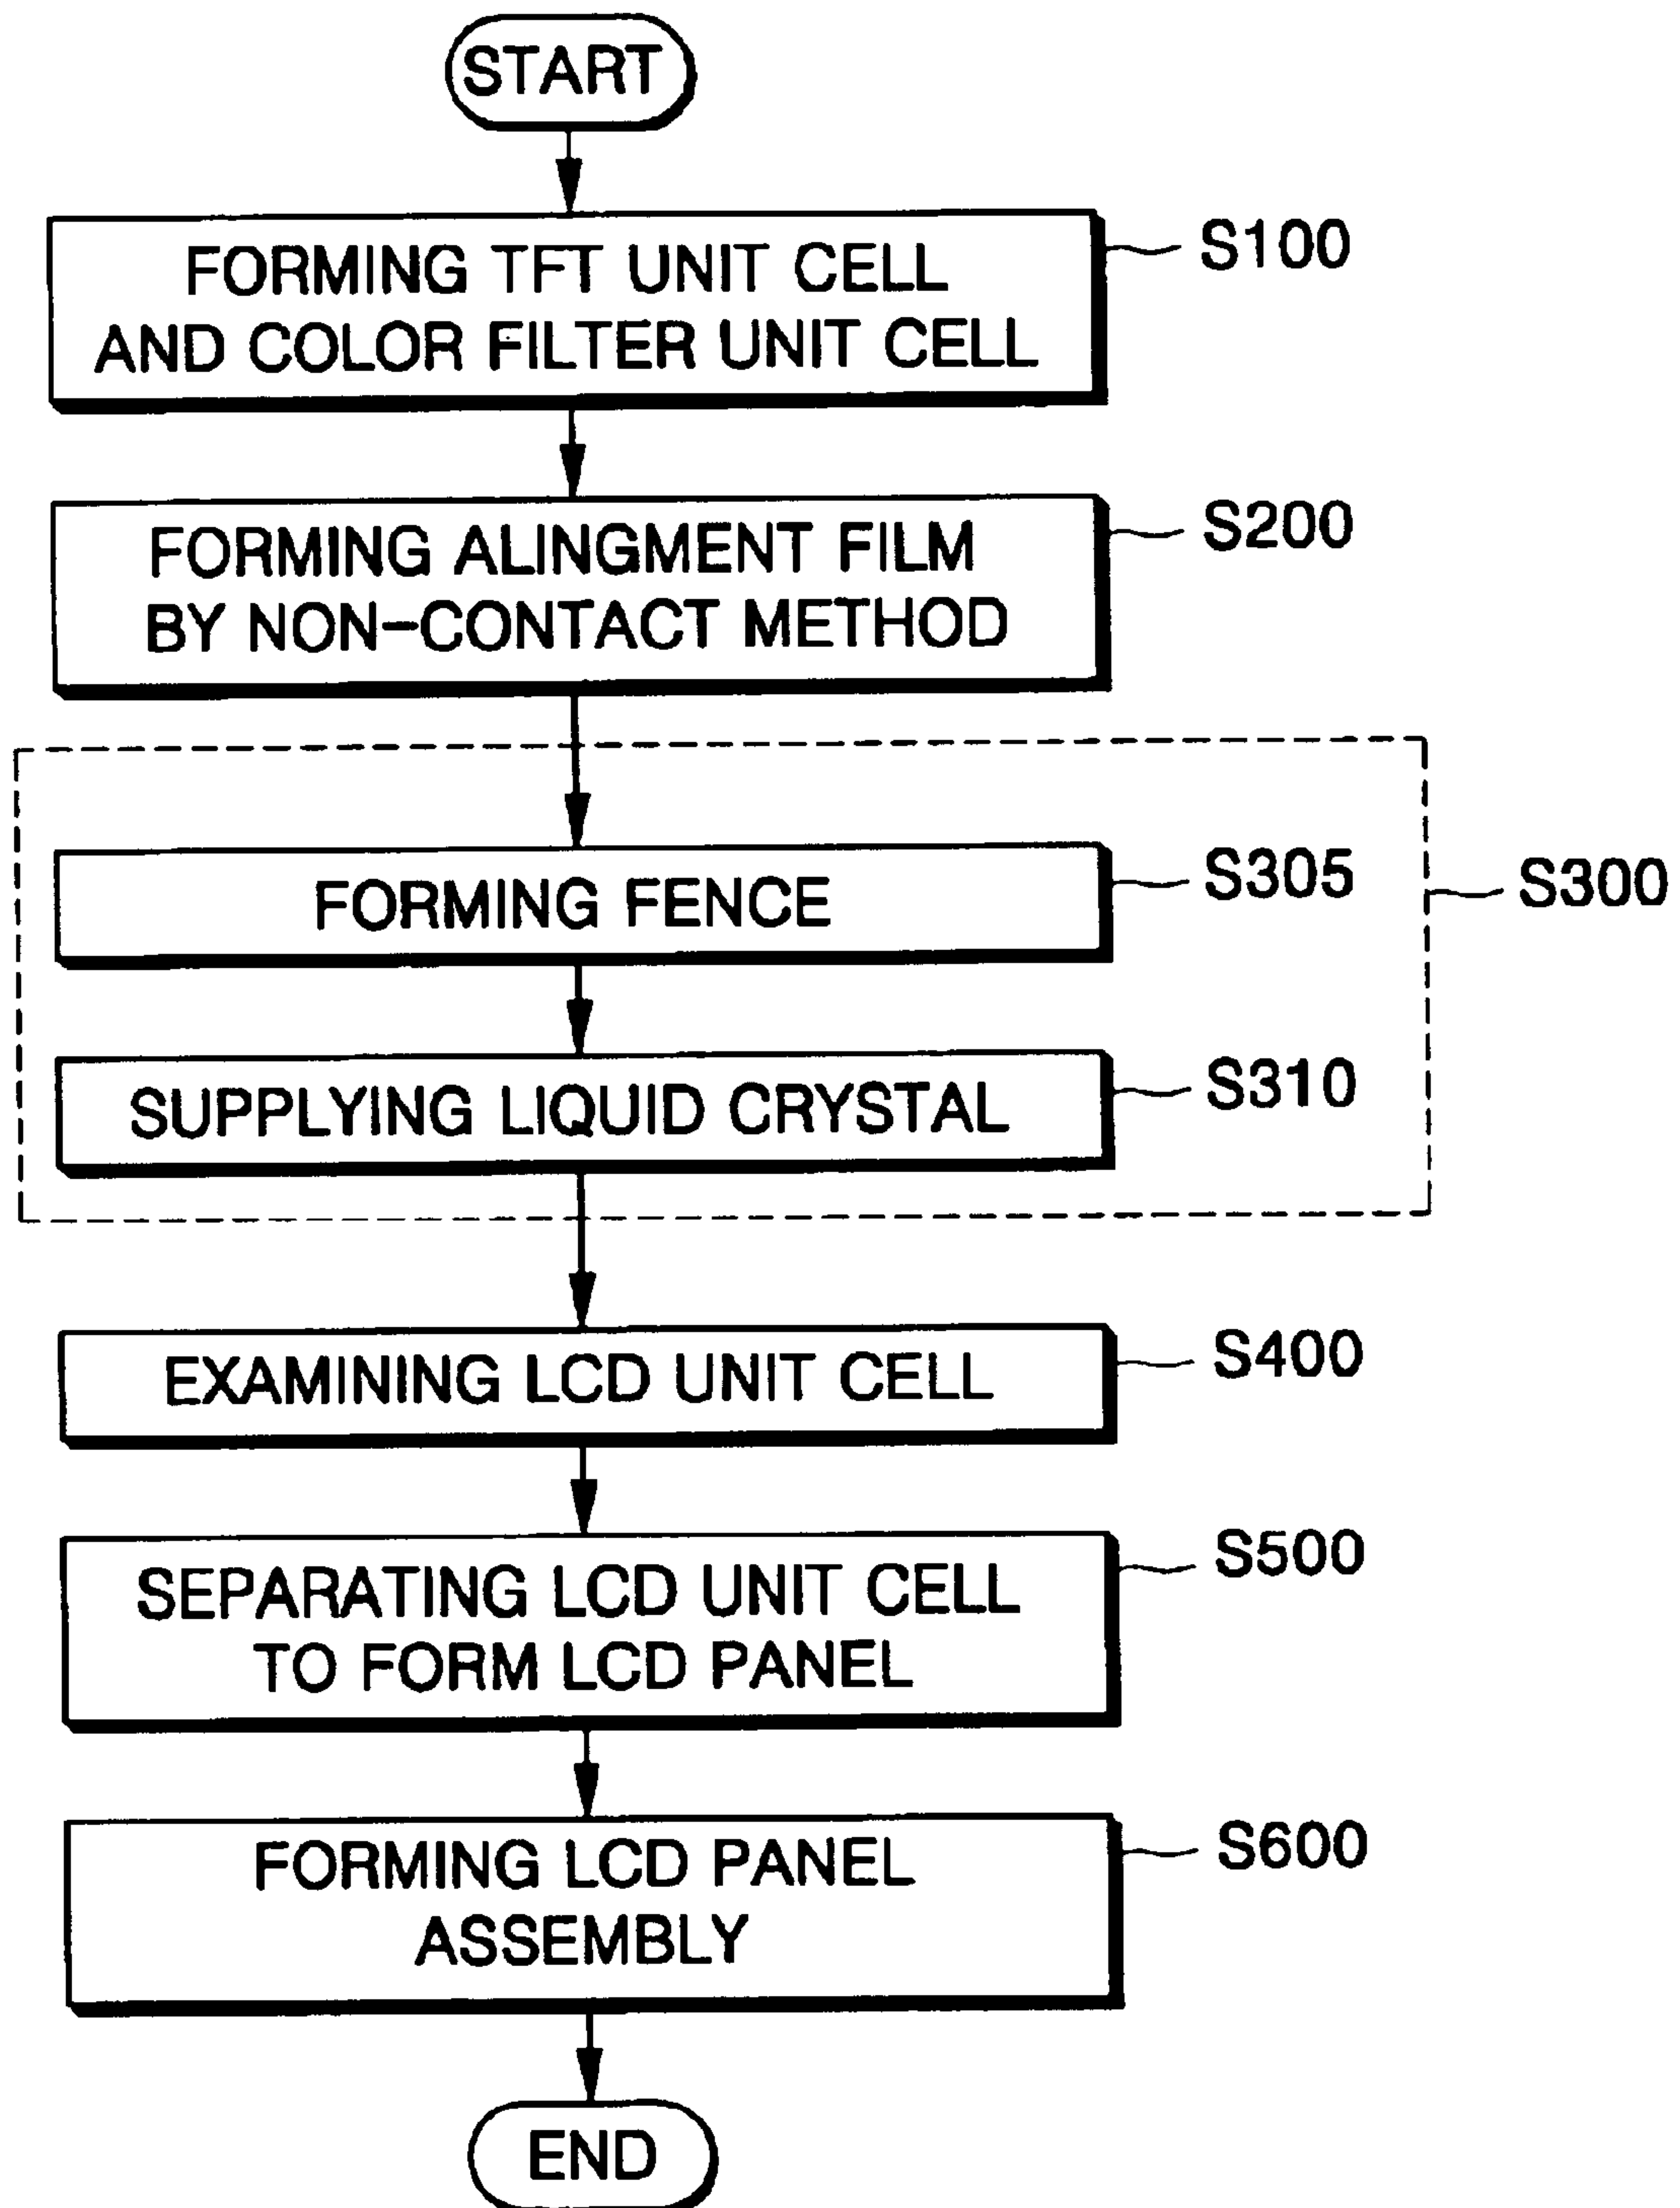 START
FORMING TFT UNIT CELL
AND COLOR FILTER UNIT CELL
S100
FORMING ALINGMENT FILM
BY NON-CONTACT METHOD
S200
FORMING FENCE
S305
S300
SUPPLYING LIQUID CRYSTAL
S310
EXAMINING LCD UNIT CELL
S400
SEPARATING LCD UNIT CELL
TO FORM LCD PANEL
S500
FORMING LCD PANEL
ASSEMBLY
S600
END